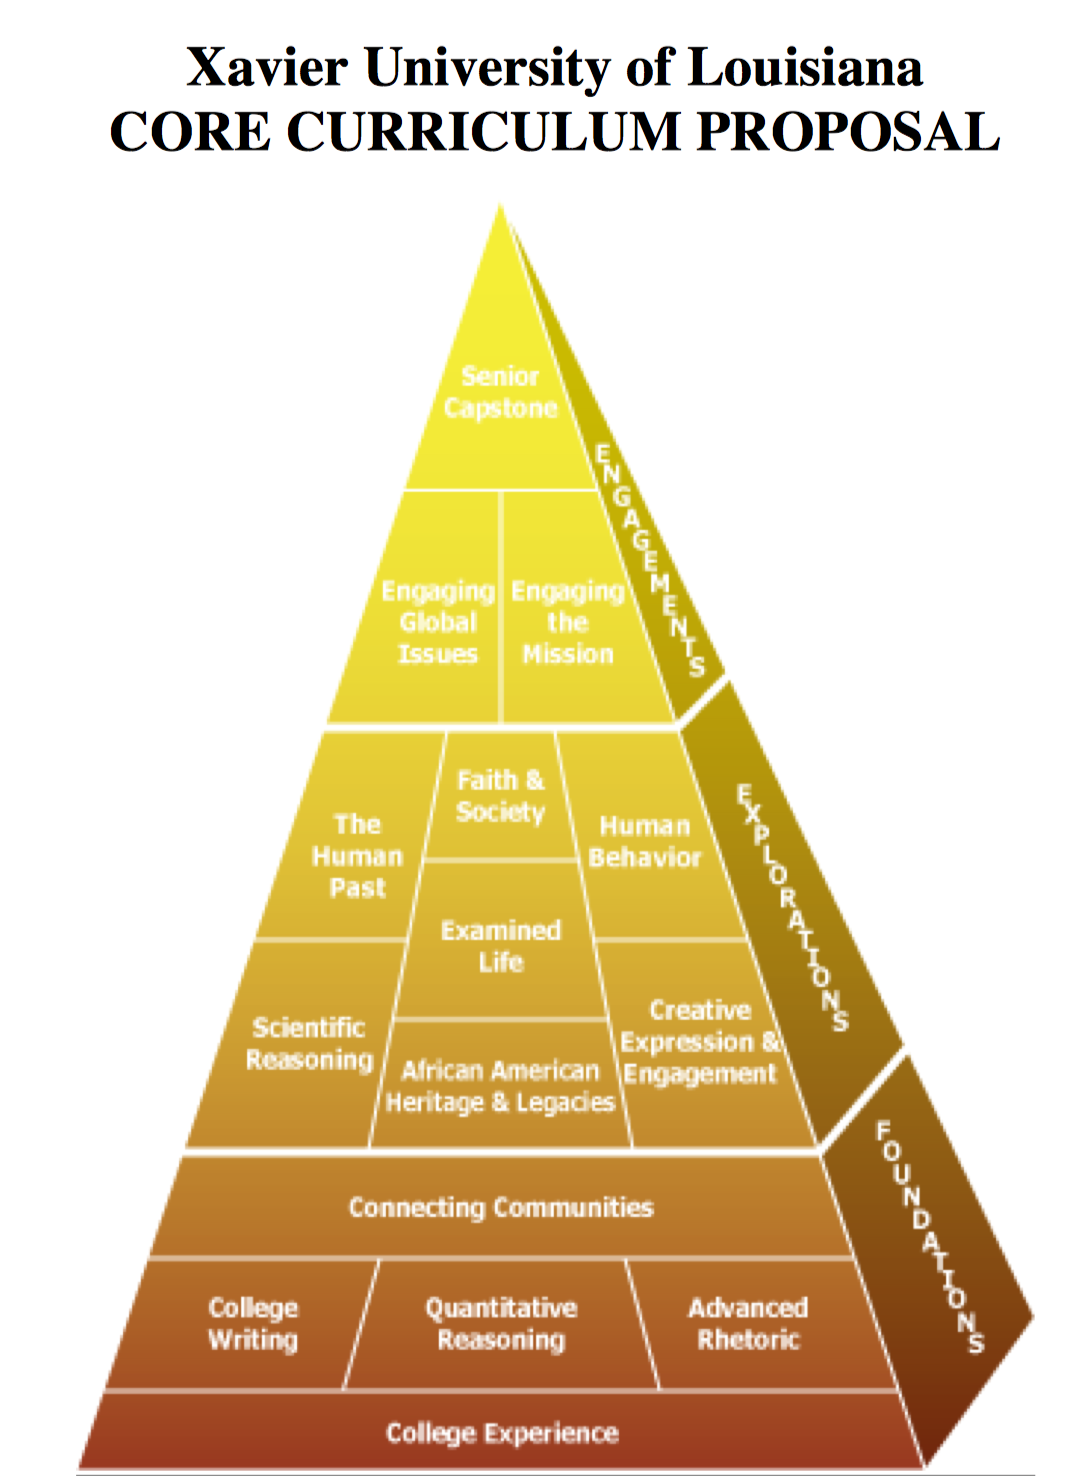 Xavier University of Louisiana
CORE CURRICULUM PROPOSAL
Senior
Capstone
ENGAGEMENTS
Engaging
Global
Issues
Engaging
the
Mission
The
Human
Past
Faith &
Society
Human
Behavior
EXPLORATIONS
Examined
Life
Scientific
Reasoning
African American
Heritage & Legacies
Creative
Expression &
Engagement
Connecting Communities
FOUNDATIONS
College
Writing
Quantitative
Reasoning
Advanced
Rhetoric
College Experience